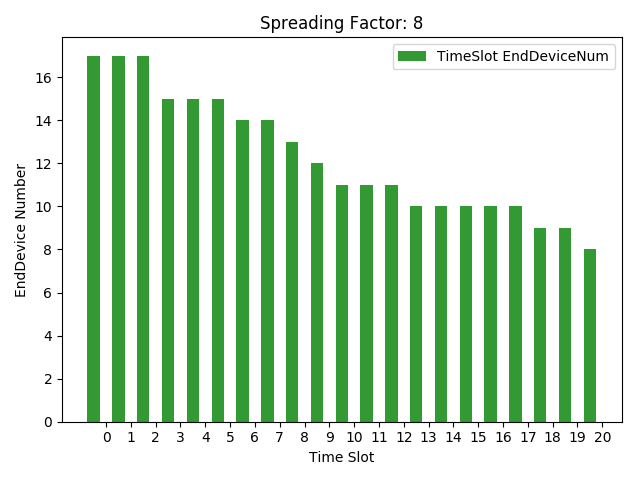 Spreading Factor: 8
TimeSlot EndDeviceNum
EndDevice Number
16
14
12
10
8
6
4
2
0
0 1 2 3 4 5 6 7 8 9 10 11 12 13 14 15 16 17 18 19 20
Time Slot